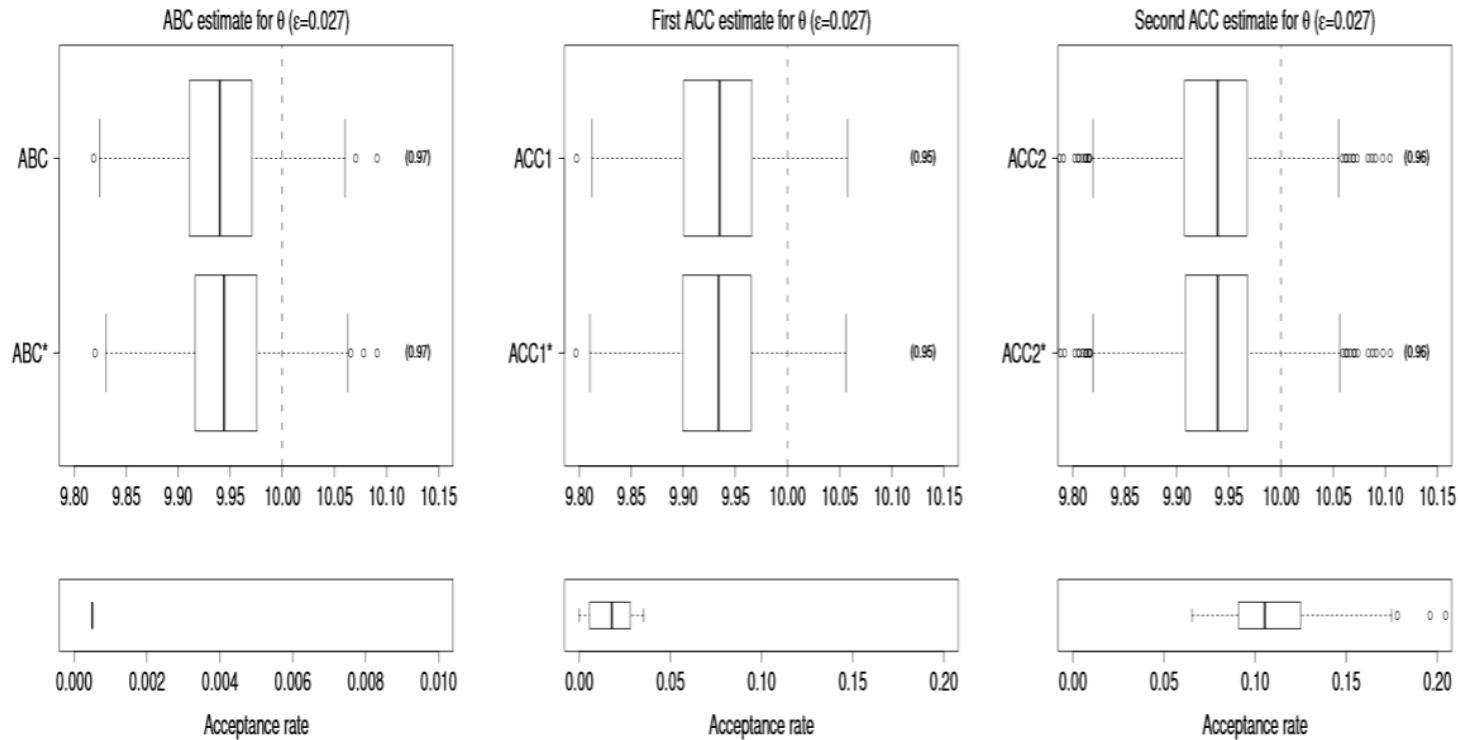 ABC estimate for θ (ε=0.027)
ABC
(0.97)
ABC*
(0.97)
9.80 9.85 9.90 9.95 10.00 10.05 10.10 10.15
0.000 0.002 0.004 0.006 0.008 0.010
Acceptance rate
First ACC estimate for θ (ε=0.027)
ACC1
(0.95)
ACC1*
(0.95)
9.80 9.85 9.90 9.95 10.00 10.05 10.10 10.15
0.00 0.05 0.10 0.15 0.20
Acceptance rate
Second ACC estimate for θ (ε=0.027)
ACC2
(0.96)
ACC2*
(0.96)
9.80 9.85 9.90 9.95 10.00 10.05 10.10 10.15
0.00 0.05 0.10 0.15 0.20
Acceptance rate